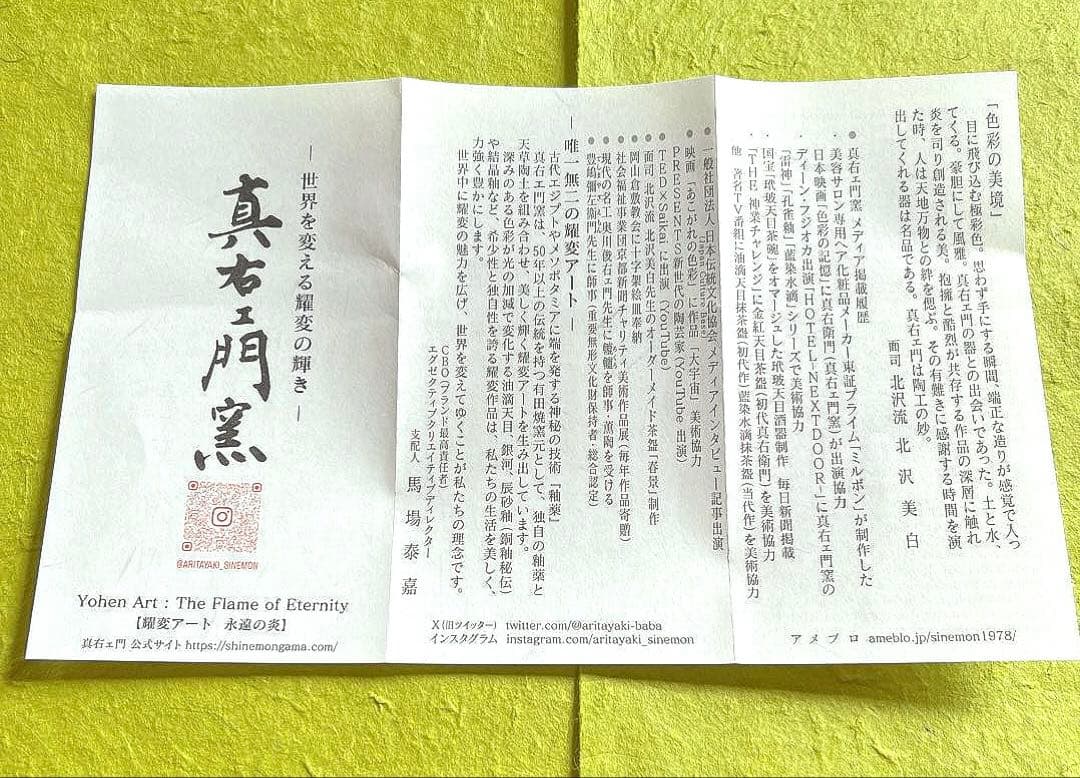 「色彩の美境」
目に飛び込む極彩色。思わず手にする瞬間、端正な造りが感覚で入っ
てくる。豪胆にして風雅。真右ェ門の器との出会いであった。土と水、
炎を司り創造される美。抱擁と酷烈が共存する作品の深層に触れ
た時、人は天地万物との絆を偲ぶ。その有難さに感謝する時間を演
出してくれる器は名品である。真右ェ門は陶工の妙。
面司 北沢流 北沢美白
● 真右ェ門窯 メディア掲載履歴
・ 美容サロン専用ヘア化粧品メーカー東証プライム「ミルボン」が制作した
日本映画「色彩の記憶」に真右衛門(真右ェ門窯)が出演協力
・ ディーン・フジオカ出演「HOTEL-NEXTDOOR-」に真右ェ門窯の
「雷神」「孔雀釉」「藍染水滴」シリーズで美術協力
・ 国宝「玳玻天目茶碗」をオマージュした玳玻天目酒器制作 毎日新聞掲載
・ 「THE 神業チャレンジ」に金紅天目茶盌(初代真右衛門)を美術協力
他 著名TV番組に油滴天目抹茶盌(初代作)藍染水滴抹茶盌(当代作)を美術協力
アメブロ ameblo.jp/sinemon1978/
● 一般社団法人 日本伝統文化協会 メディアインタビュー記事出演
● 映画「あこがれの色彩」に作品「大宇宙」美術協力
PRESENTS 新世代の陶芸家(YouTube 出演)
● TED×Saikai に出演 (YouTube)
● 面司 北沢流 北沢美白先生のオーダーメイド茶盌「春景」制作
● 岡山倉敷教会に十字架絵皿奉納
● 社会福祉事業団京都新聞チャリティ美術作品展(毎年作品寄贈)
● 現代の名工奥川俊右ェ門先生に轆轤を師事・薫陶を受ける
● 豊嶋彌左衛門先生に師事(重要無形文化財保持者・総合認定)
― 唯一無二の耀変アート ―
古代エジプトやメソポタミアに端を発する神秘の技術「釉薬」
真右ェ門窯は、50年以上の伝統を持つ有田焼窯元として、独自の釉薬と
天草陶土を組み合わせ、美しく輝く耀変アートを生み出しています。
深みのある色彩が光の加減で変化する油滴天目、銀河、辰砂釉(銅釉秘伝)
や結晶釉など、希少性と独自性を誇る耀変作品は、私たちの生活を美しく、
力強く豊かにします。
世界中に耀変の魅力を広げ、世界を変えてゆくことが私たちの理念です。
CBO(ブランド最高責任者)
エグゼクティブクリエイティブディレクター
支配人 馬場泰嘉
X(旧ツイッター) twitter.com/@aritayaki-baba
インスタグラム instagram.com/aritayaki_sinemon
― 世界を変える耀変の輝き ―
真右ェ門窯
@ARITAYAKI_SINEMON
Yohen Art : The Flame of Eternity
【耀変アート 永遠の炎】
真右ェ門 公式サイト https://shinemongama.com/